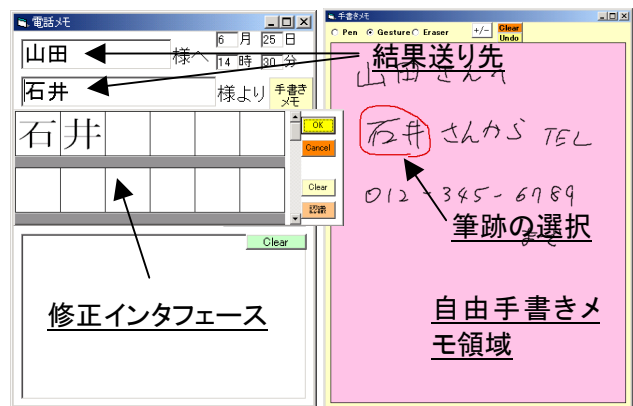 電話メモ
山田 様へ 6 月 25 日
14 時 30 分
石井 様より 手書きメモ
石井
OK
Cancel
Clear
認識
Clear
修正インタフェース
手書きメモ
Pen Gesture Eraser +/- Clear Undo
結果送り先
山田さんへ
石井さんから TEL
012-345-6789
まで
筆跡の選択
自由手書きメ
モ領域